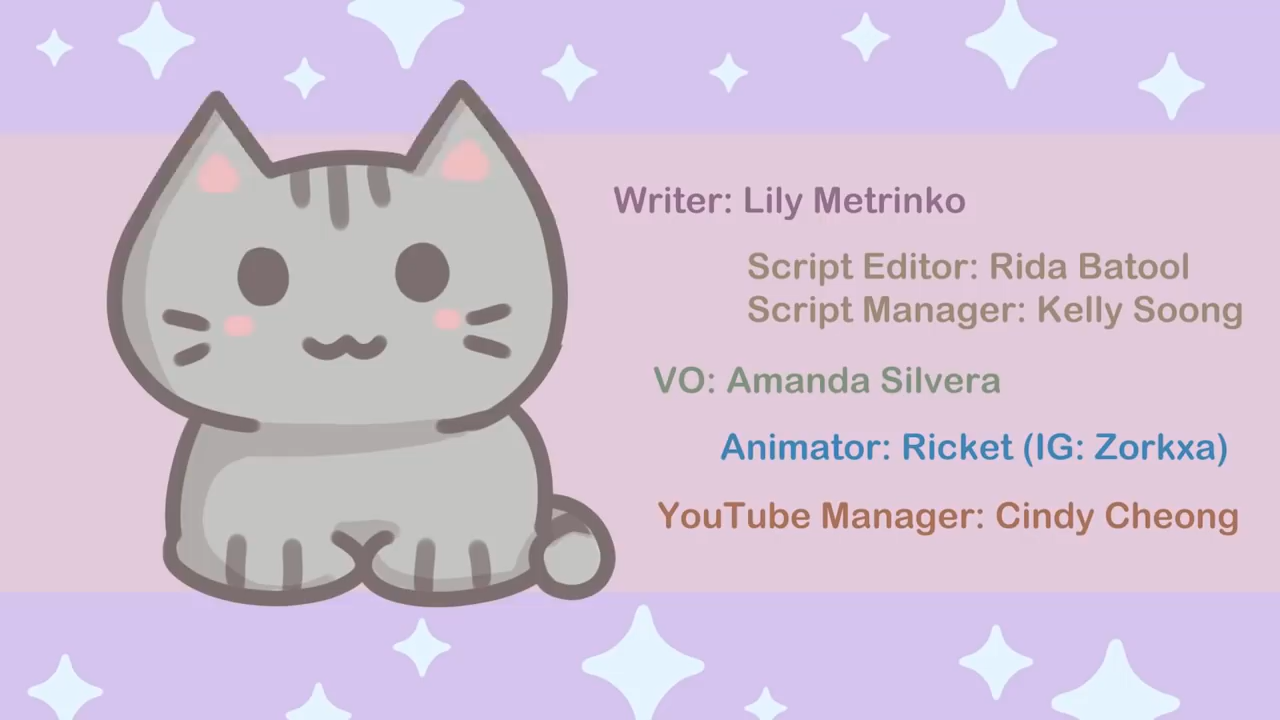 Writer: Lily Metrinko
Script Editor: Rida Batool
Script Manager: Kelly Soong
VO: Amanda Silvera
Animator: Ricket (IG: Zorkxa)
YouTube Manager: Cindy Cheong